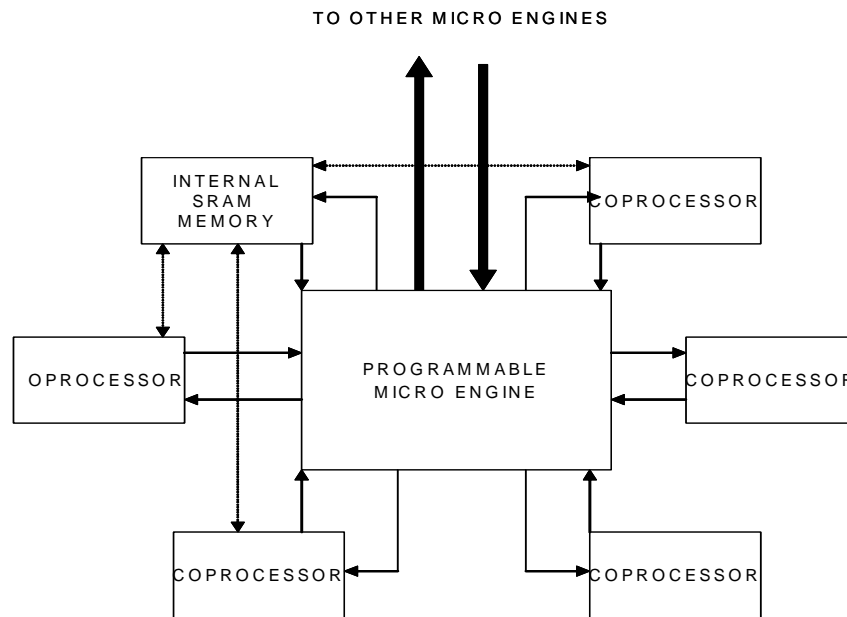 TO OTHER MICRO ENGINES
INTERNAL
SRAM
MEMORY
COPROCESSOR
OPROCESSOR
PROGRAMMABLE
MICRO ENGINE
COPROCESSOR
COPROCESSOR
COPROCESSOR